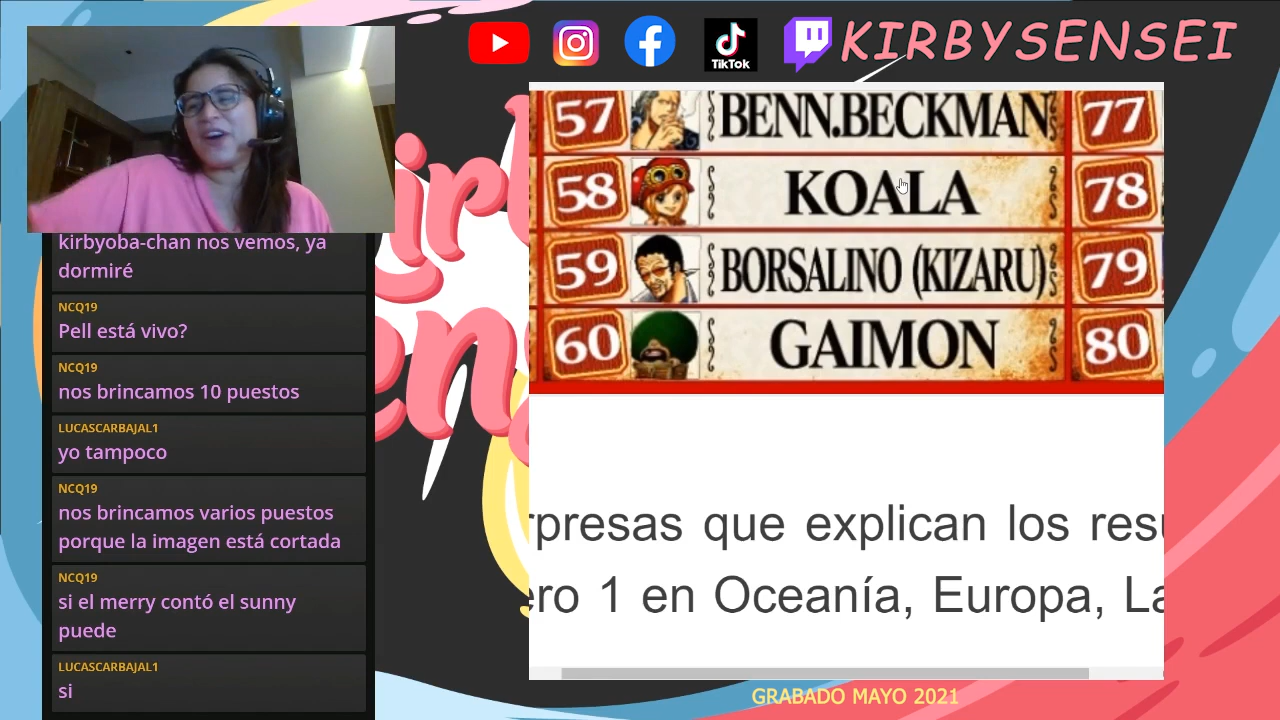 TikTok
KIRBYSENSEI
kirbyoba-chan nos vemos, ya
dormiré
NCQ19
Pell está vivo?
NCQ19
nos brincamos 10 puestos
LUCASCARBAJAL1
yo tampoco
NCQ19
nos brincamos varios puestos
porque la imagen está cortada
NCQ19
si el merry contó el sunny
puede
LUCASCARBAJAL1
si
57 BENN.BECKMAN 77
58 KOALA 78
59 BORSALINO (KIZARU) 79
60 GAIMON 80
rpresas que explican los resu
ero 1 en Oceanía, Europa, La
GRABADO MAYO 2021